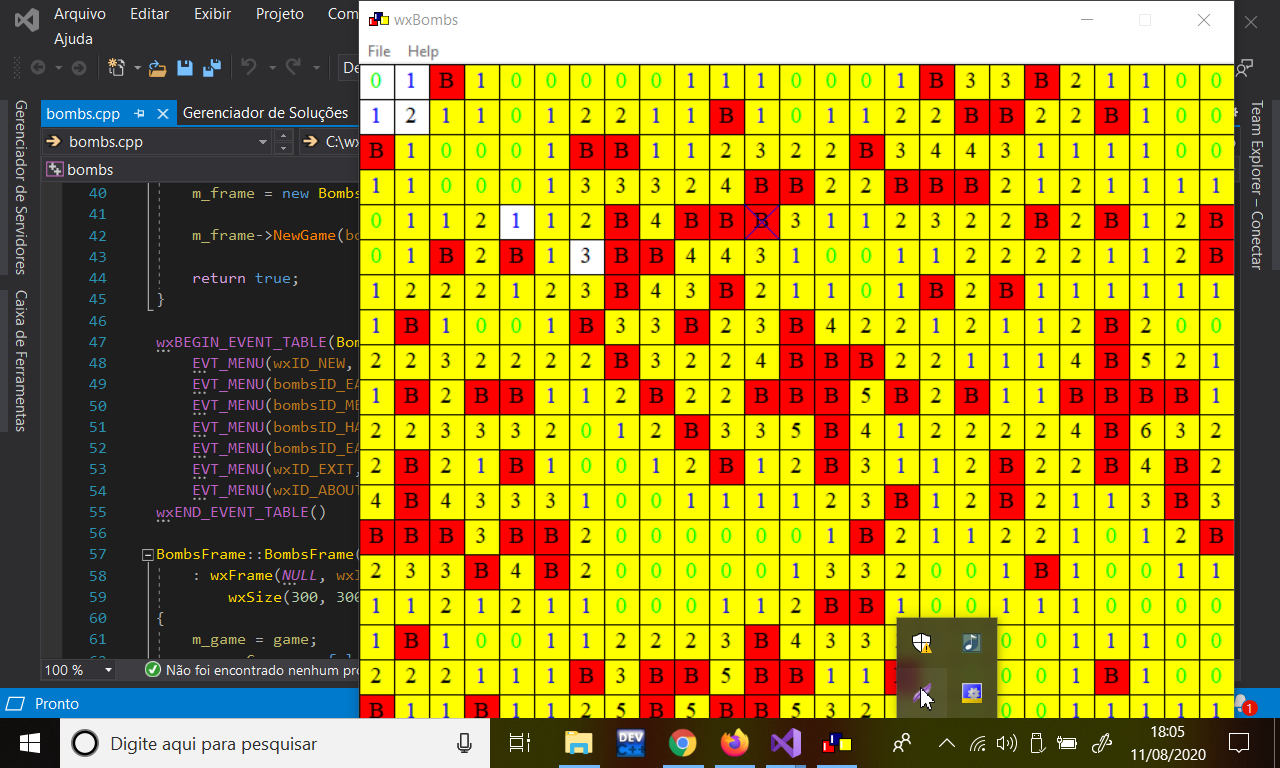 Arquivo Editar Exibir Projeto Com
Ajuda
De
bombs.cpp
Gerenciador de Soluções
bombs.cpp
C:\wx
bombs
40 m_frame = new Bombs
41
42 m_frame->NewGame(bo
43
44 return true;
45 }
46
47 wxBEGIN_EVENT_TABLE(Bom
48 EVT_MENU(wxID_NEW,
49 EVT_MENU(bombsID_EA
50 EVT_MENU(bombsID_ME
51 EVT_MENU(bombsID_HA
52 EVT_MENU(bombsID_EA
53 EVT_MENU(wxID_EXIT,
54 EVT_MENU(wxID_ABOUT
55 wxEND_EVENT_TABLE()
56
57 BombsFrame::BombsFrame(
58 : wxFrame(NULL, wxI
59 wxSize(300, 300
60 {
61 m_game = game;
100 %
Não foi encontrado nenhum pro
Pronto
Gerenciador de Servidores
Caixa de Ferramentas
Team Explorer – Conectar
wxBombs
File Help
0 1 B 1 0 0 0 0 0 1 1 1 0 0 0 1 B 3 3 B 2 1 1 0 0
1 2 1 1 0 1 2 2 1 1 B 1 0 1 1 2 2 B B 2 2 B 1 0 0
B 1 0 0 0 1 B B 1 1 2 3 2 2 B 3 4 4 3 1 1 1 1 0 0
1 1 0 0 0 1 3 3 3 2 4 B B 2 2 B B B 2 1 2 1 1 1 1
0 1 1 2 1 1 2 B 4 B B B 3 1 1 2 3 2 2 B 2 B 1 2 B
0 1 B 2 B 1 3 B B 4 4 3 1 0 0 1 1 2 2 2 2 1 1 2 B
1 2 2 2 1 2 3 B 4 3 B 2 1 1 0 1 B 2 B 1 1 1 1 1 1
1 B 1 0 0 1 B 3 3 B 2 3 B 4 2 2 1 2 1 1 2 B 2 0 0
2 2 3 2 2 2 2 B 3 2 2 4 B B B 2 2 1 1 1 4 B 5 2 1
1 B 2 B B 1 1 2 B 2 2 B B B 5 B 2 B 1 1 B B B B 1
2 2 3 3 3 2 0 1 2 B 3 3 5 B 4 1 2 2 2 2 4 B 6 3 2
2 B 2 1 B 1 0 0 1 2 B 1 2 B 3 1 1 2 B 2 2 B 4 B 2
4 B 4 3 3 3 1 0 0 1 1 1 1 2 3 B 1 2 B 2 1 1 3 B 3
B B B 3 B B 2 0 0 0 0 0 0 1 B 2 1 1 2 2 1 0 1 2 B
2 3 3 B 4 B 2 0 0 0 0 0 1 3 3 2 0 0 1 B 1 0 0 1 1
1 1 2 1 2 1 1 0 0 0 1 1 2 B B 1 0 0 1 1 1 0 0 0 0
1 B 1 0 0 1 1 2 2 2 3 B 4 3 3 0 0 1 1 1 0 0
2 2 2 1 1 1 B 3 B B 5 B B 1 1 0 0 1 B 1 0 0
B 1 1 B 1 1 2 5 B 5 B B 5 3 2 0 0 1 1 1 1 1
Digite aqui para pesquisar
DEV
18:05
11/08/2020
1